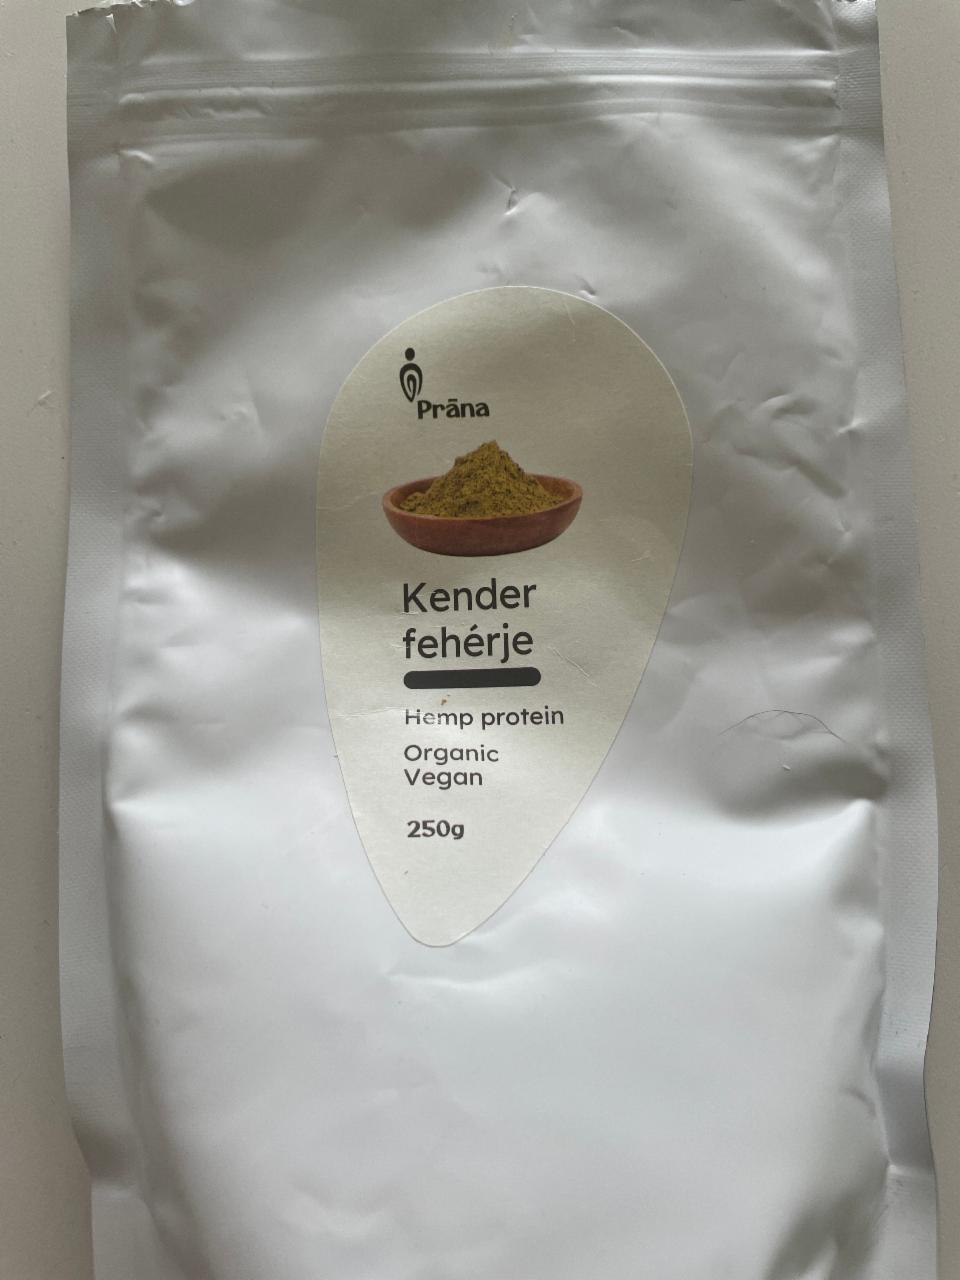 Prāna
Kender
fehérje
Hemp protein
Organic
Vegan
250g